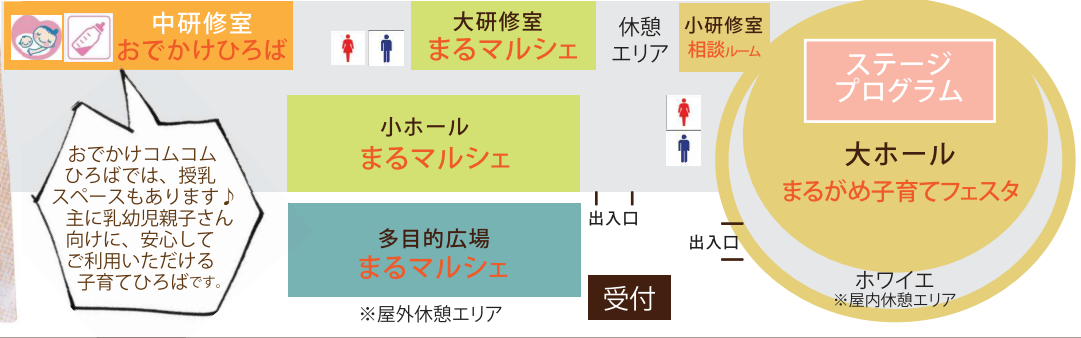 中研修室
おでかけひろば
大研修室
まるマルシェ
休憩
エリア
小研修室
相談ルーム
ステージ
プログラム
小ホール
まるマルシェ
大ホール
まるがめ子育てフェスタ
おでかけコムコム
ひろばでは、授乳
スペースもあります♪
主に乳幼児親子さん
向けに、安心して
ご利用いただける
子育てひろばです。
多目的広場
まるマルシェ
※屋外休憩エリア
出入口
出入口
受付
ホワイエ
※屋内休憩エリア